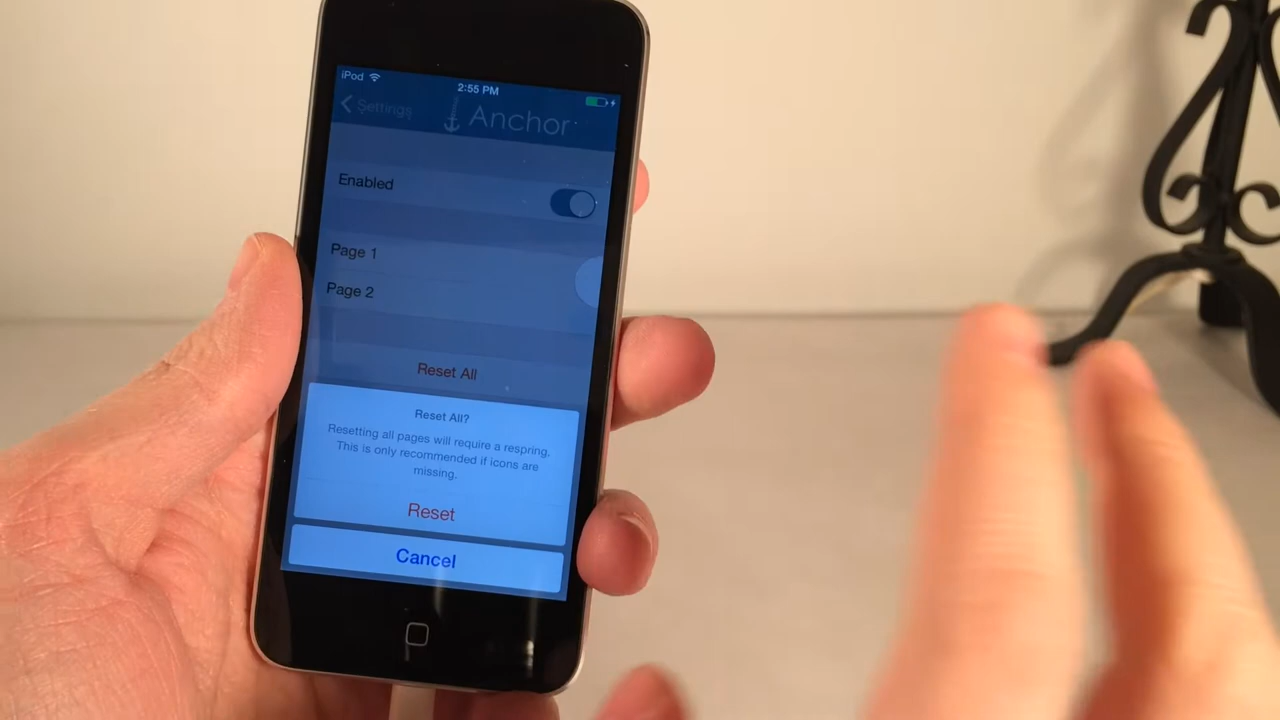 iPod
2:55 PM
Settings
Anchor
Enabled
Page 1
Page 2
Reset All
Reset All?
Resetting all pages will require a respring.
This is only recommended if icons are
missing.
Reset
Cancel